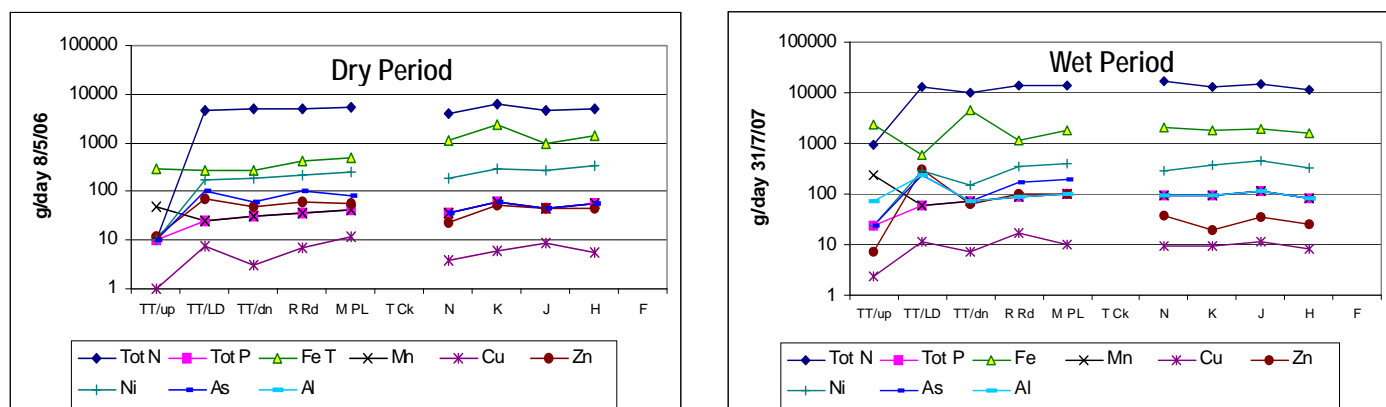 Dry Period
g/day 8/5/06
100000
10000
1000
100
10
1
TT/up TT/LD TT/dn R Rd M PL T Ck N K J H F
Tot N Tot P Fe T Mn Cu Zn
Ni As Al
Wet Period
g/day 31/7/07
100000
10000
1000
100
10
1
TT/up TT/LD TT/dn R Rd M PL T Ck N K J H F
Tot N Tot P Fe Mn Cu Zn
Ni As Al